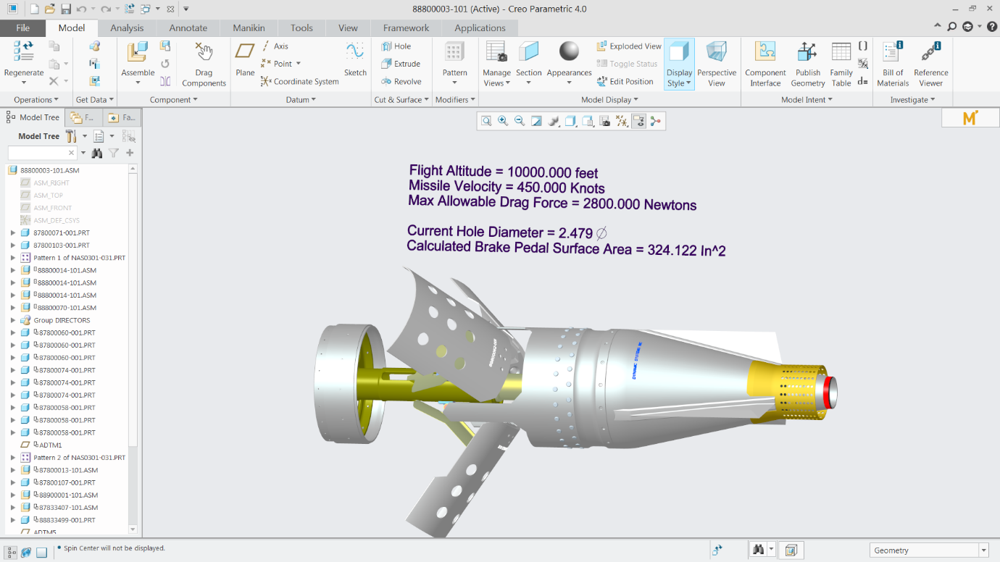 88800003-101 (Active) - Creo Parametric 4.0
File Model Analysis Annotate Manikin Tools View Framework Applications
Regenerate
Assemble
Drag Components
Plane
Axis
Point
Coordinate System
Sketch
Hole
Extrude
Revolve
Pattern
Manage Views
Section
Appearances
Exploded View
Toggle Status
Edit Position
Display Style
Perspective View
Component Interface
Publish Geometry
Family Table
d=
Bill of Materials
Reference Viewer
Operations Get Data Component Datum Cut & Surface Modifiers Model Display Model Intent Investigate
Model Tree F... Fa...
Model Tree
88800003-101.ASM
ASM_RIGHT
ASM_TOP
ASM_FRONT
ASM_DEF_CSYS
87800071-001.PRT
87800103-001.PRT
Pattern 1 of NAS0301-031.PRT
88800014-101.ASM
88800014-101.ASM
88800014-101.ASM
88800070-101.ASM
Group DIRECTORS
87800060-001.PRT
87800060-001.PRT
87800060-001.PRT
87800074-001.PRT
87800074-001.PRT
87800074-001.PRT
87800058-001.PRT
87800058-001.PRT
87800058-001.PRT
ADTM1
Pattern 2 of NAS0301-031.PRT
87800013-101.ASM
87800107-001.PRT
88900001-101.ASM
87833407-101.ASM
88833499-001.PRT
ADTM5
M
Flight Altitude = 10000.000 feet
Missile Velocity = 450.000 Knots
Max Allowable Drag Force = 2800.000 Newtons
Current Hole Diameter = 2.479 ∅
Calculated Brake Pedal Surface Area = 324.122 In^2
Spin Center will not be displayed.
Geometry